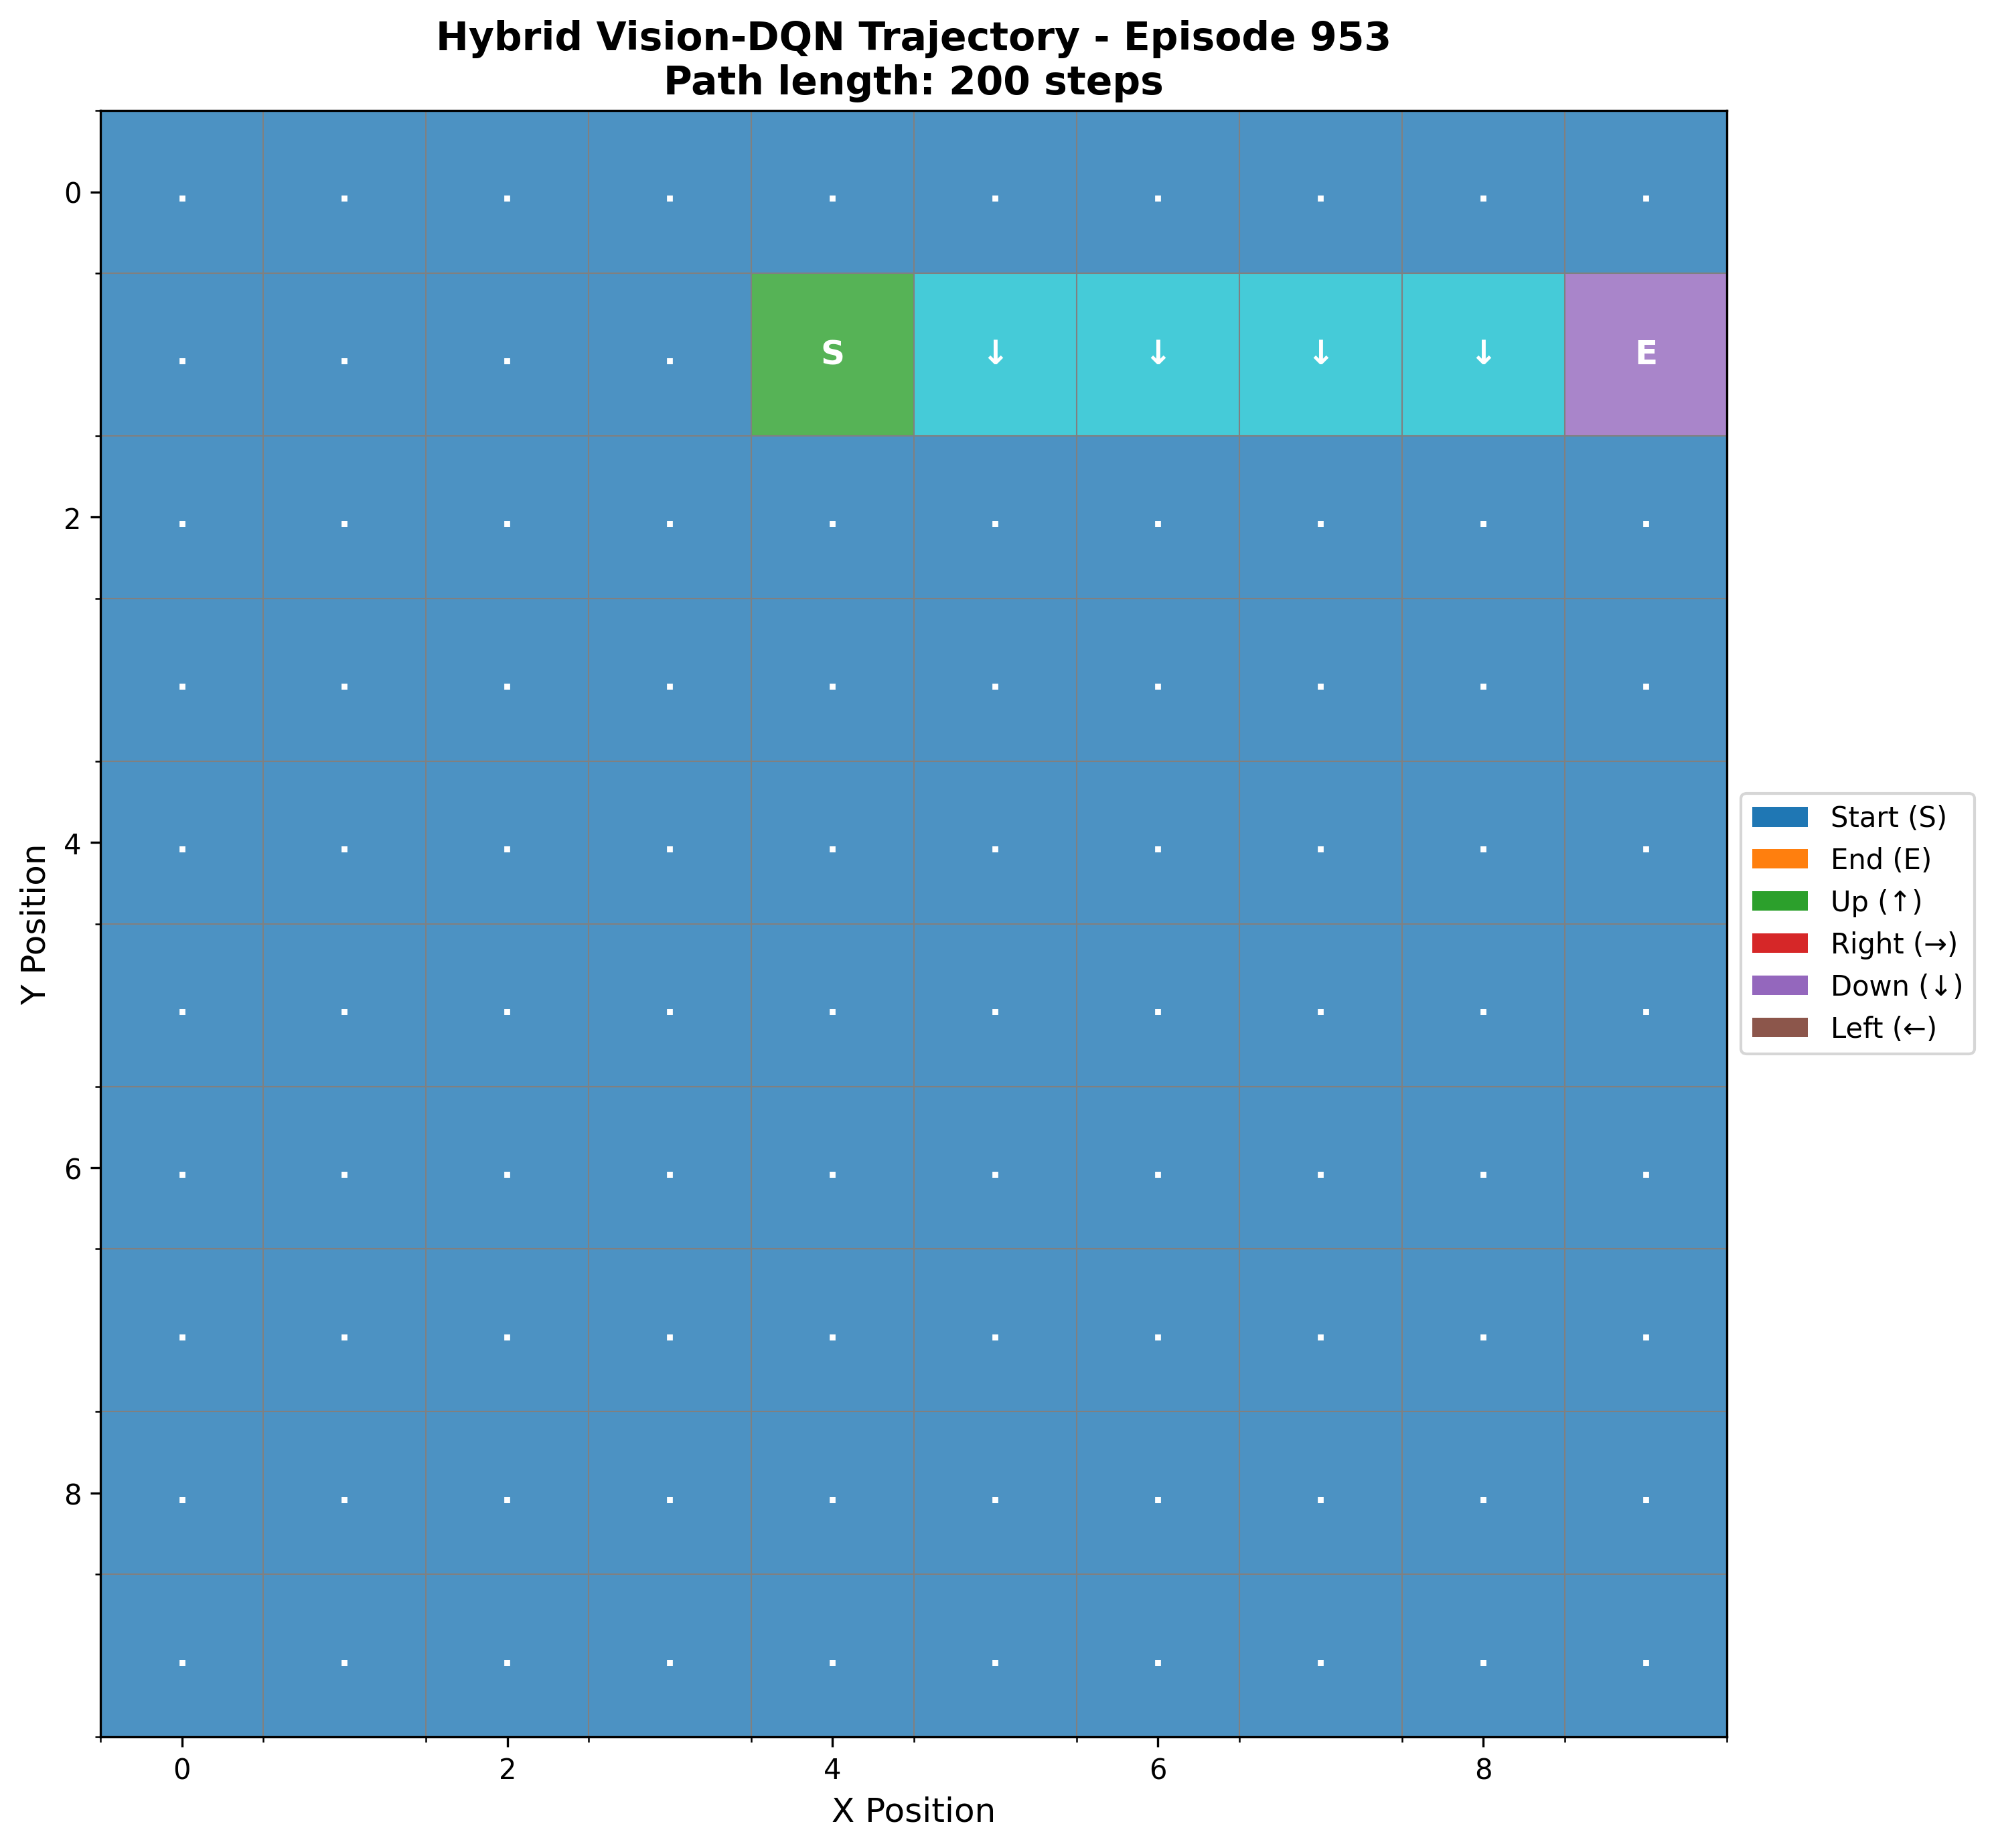 Hybrid Vision-DQN Trajectory - Episode 953
Path length: 200 steps
0
S ↓ ↓ ↓ ↓ E
2
4
6
8
Y Position
0 2 4 6 8
X Position
Start (S)
End (E)
Up (↑)
Right (→)
Down (↓)
Left (←)